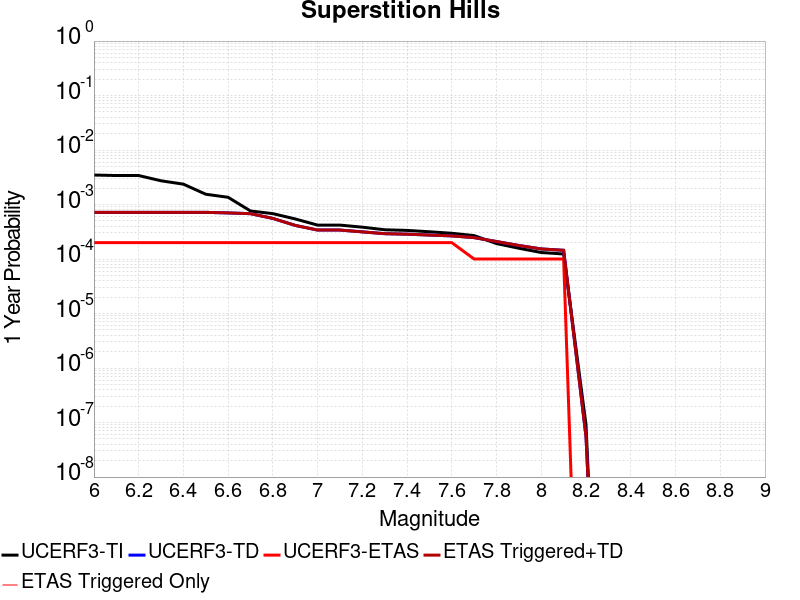 Superstition Hills
10^0
10^-1
10^-2
10^-3
10^-4
10^-5
10^-6
10^-7
10^-8
1 Year Probability
6 6.2 6.4 6.6 6.8 7 7.2 7.4 7.6 7.8 8 8.2 8.4 8.6 8.8 9
Magnitude
UCERF3-TI UCERF3-TD UCERF3-ETAS ETAS Triggered+TD
ETAS Triggered Only